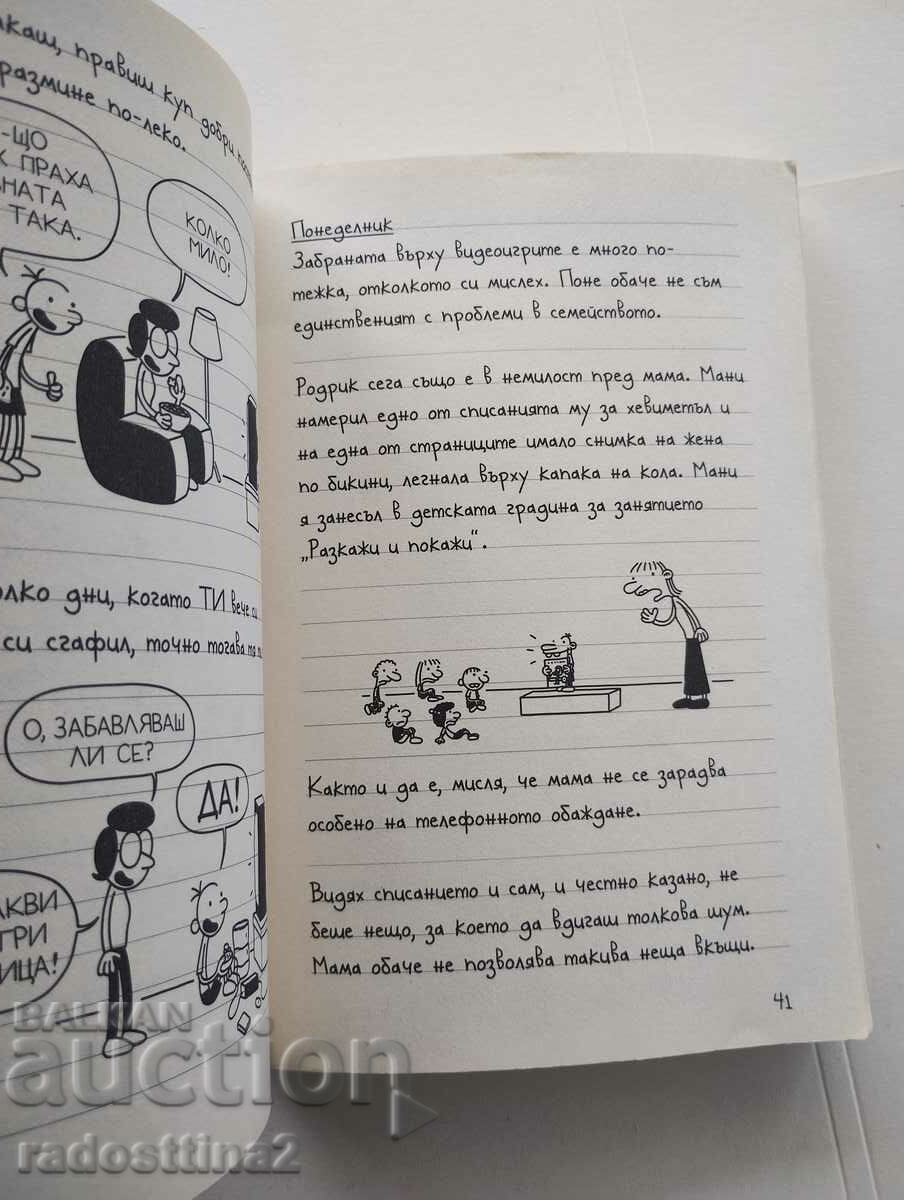 правиш куп добри
размине по-леко.
-ЩО
ПРАХА
ТАКА.
КОЛКО
МИЛО!
дни, когато ТИ вече си
си сгафил, точно тогава
О, ЗАБАВЛЯВАШ
ЛИ СЕ?
ДА!
Понеделник
Забраната върху видеоигрите е много по-
тежка, отколкото си мислех. Поне обаче не съм
единственият с проблеми в семейството.
Родрик сега също е в немилост пред мама. Мани
намерил едно от списанията му за хевиметъл и
на една от страниците имало снимка на жена
по бикини, легнала върху капака на кола. Мани
я занесъл в детската градина за занятието
„Разкажи и покажи“.
Както и да е, мисля, че мама не се зарадва
особено на телефонното обаждане.
Видях списанието и сам, и честно казано, не
беше нещо, за което да вдигаш толкова шум.
Мама обаче не позволява такива неща вкъщи.
41
BALKAN
auction
radosttina2